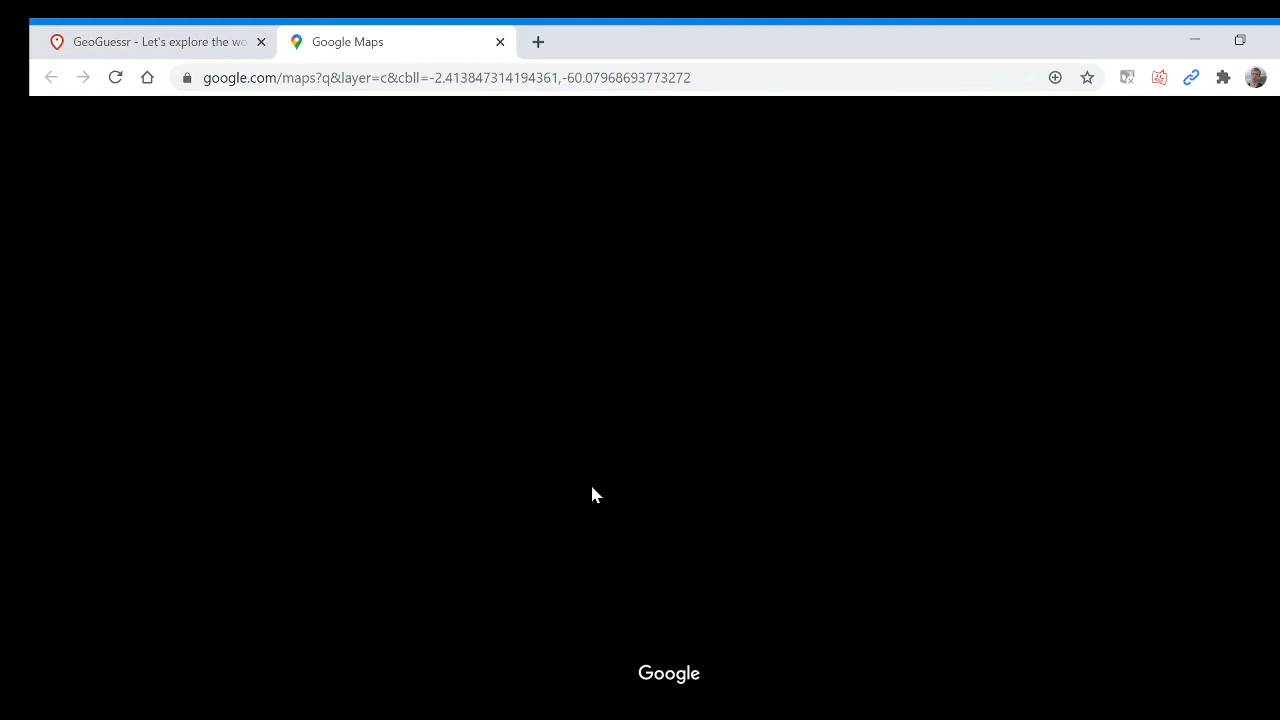 GeoGuessr - Let's explore the wo
Google Maps
google.com/maps?q&layer=c&cbll=-2.413847314194361,-60.07968693773272
Google